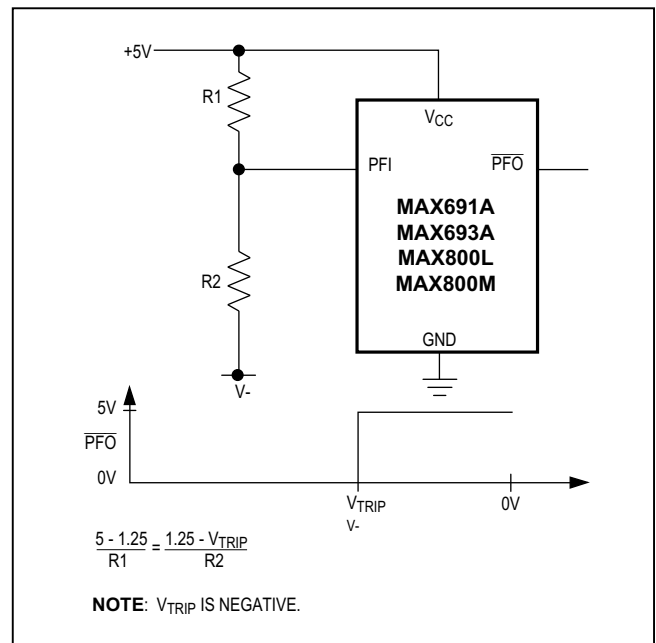 +5V
R1
VCC
PFI
PFO
MAX691A
MAX693A
MAX800L
MAX800M
R2
GND
V-
5V
PFO
0V
VTRIP
0V
V-
5 - 1.25 / R1 = 1.25 - VTRIP / R2
NOTE: VTRIP IS NEGATIVE.